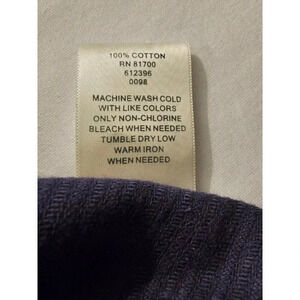 100% COTTON
RN 81700
612396
0098
MACHINE WASH COLD
WITH LIKE COLORS
ONLY NON-CHLORINE
BLEACH WHEN NEEDED
TUMBLE DRY LOW
WARM IRON
WHEN NEEDED